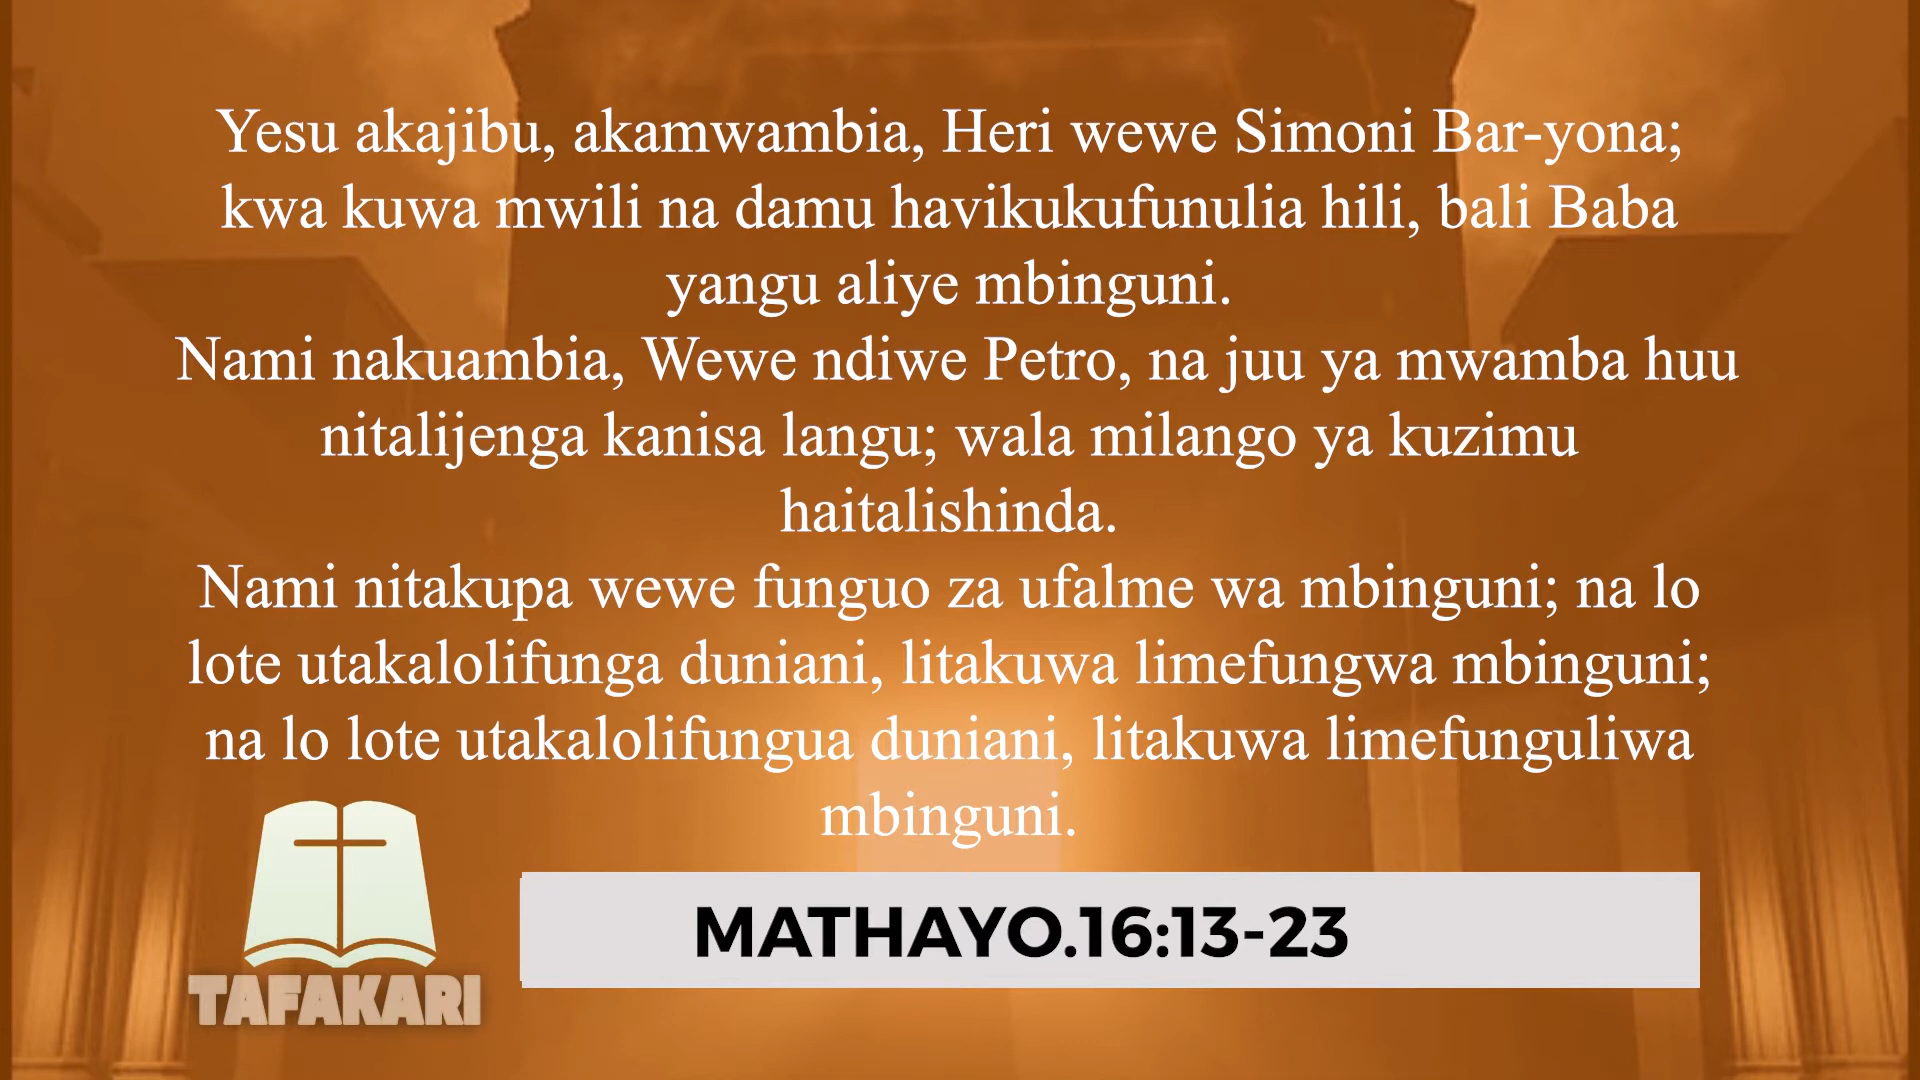 Yesu akajibu, akamwambia, Heri wewe Simoni Bar-yona;
kwa kuwa mwili na damu havikukufunulia hili, bali Baba
yangu aliye mbinguni.
Nami nakuambia, Wewe ndiwe Petro, na juu ya mwamba huu
nitalijenga kanisa langu; wala milango ya kuzimu
haitalishinda.
Nami nitakupa wewe funguo za ufalme wa mbinguni; na lo
lote utakalolifunga duniani, litakuwa limefungwa mbinguni;
na lo lote utakalolifungua duniani, litakuwa limefunguliwa
mbinguni.
MATHAYO.16:13-23
TAFAKARI